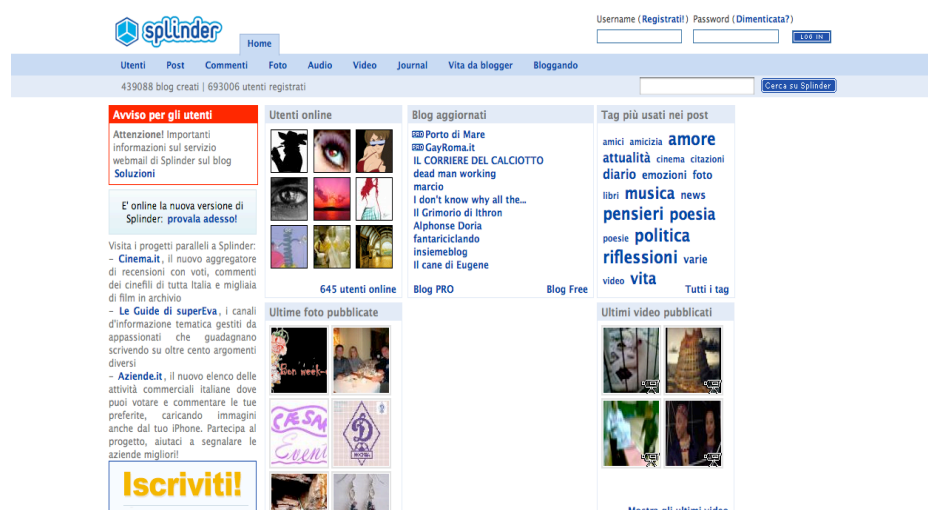 splinder
Username (Registrati!) Password (Dimenticata?)
LOG IN
Home
Utenti Post Commenti Foto Audio Video Journal Vita da blogger Bloggando
439088 blog creati | 693006 utenti registrati
Cerca su Splinder
Avviso per gli utenti
Attenzione! Importanti
informazioni sul servizio
webmail di Splinder sul blog
Soluzioni
E' online la nuova versione di
Splinder: provala adesso!
Visita i progetti paralleli a Splinder:
– Cinema.it, il nuovo aggregatore
di recensioni con voti, commenti
dei cinefili di tutta Italia e migliaia
di film in archivio
– Le Guide di superEva, i canali
d'informazione tematica gestiti da
appassionati che guadagnano
scrivendo su oltre cento argomenti
diversi
– Aziende.it, il nuovo elenco delle
attività commerciali italiane dove
puoi votare e commentare le tue
preferite, caricando immagini
anche dal tuo iPhone. Partecipa al
progetto, aiutaci a segnalare le
aziende migliori!
Iscriviti!
Utenti online
645 utenti online
Ultime foto pubblicate
Bon week-e
CÆSAR
Event
Blog aggiornati
PRO Porto di Mare
PRO GayRoma.it
IL CORRIERE DEL CALCIOTTO
dead man working
marcio
I don't know why all the...
Il Grimorio di Ithron
Alphonse Doria
fantariciclando
insiemeblog
Il cane di Eugene
Blog PRO Blog Free
Tag più usati nei post
amici amicizia amore
attualità cinema citazioni
diario emozioni foto
libri musica news
pensieri poesia
poesie politica
riflessioni varie
video vita
Tutti i tag
Ultimi video pubblicati
Mostra gli ultimi video